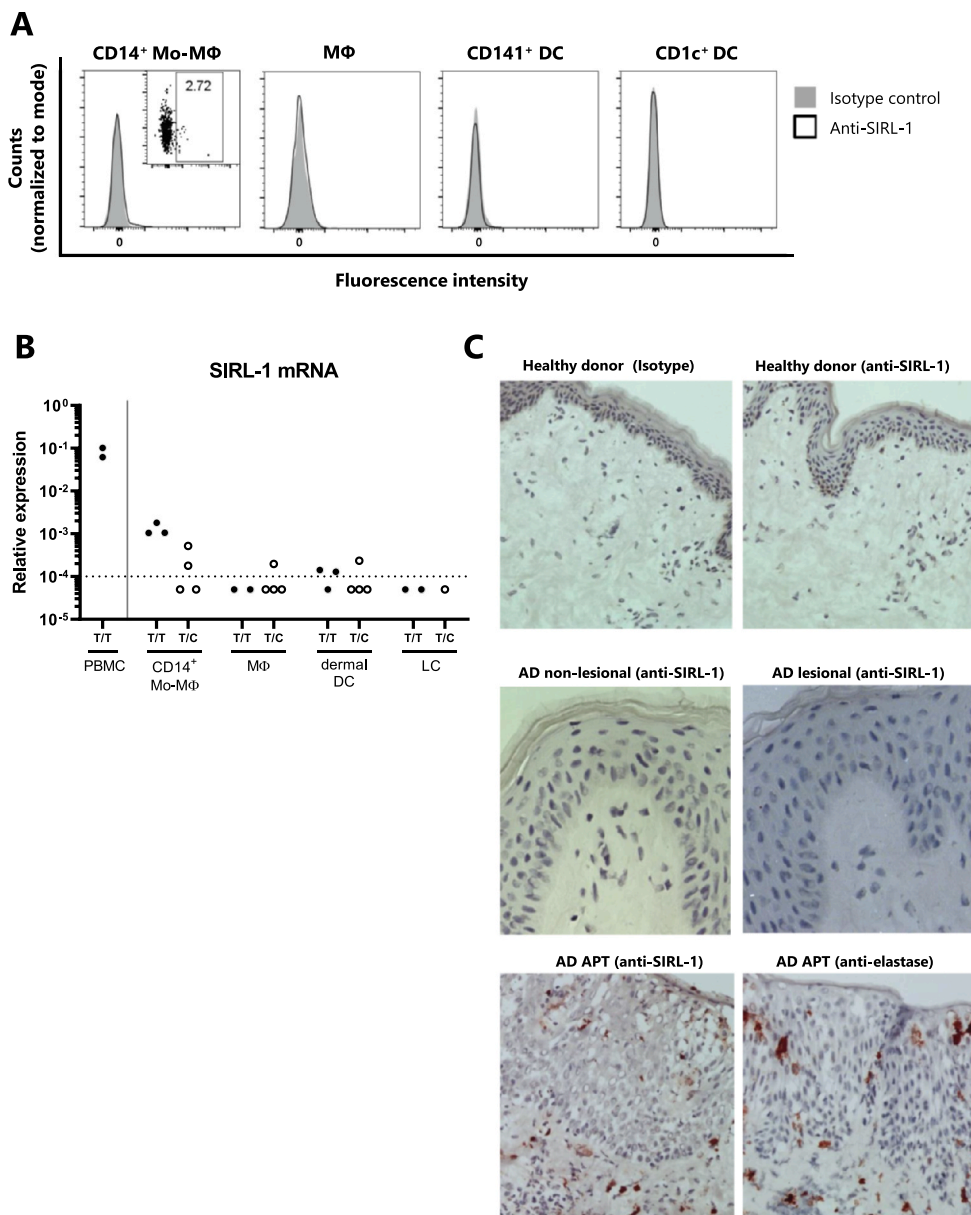 A
CD14⁺ Mo-MΦ
MΦ
CD141⁺ DC
CD1c⁺ DC
2.72
Isotype control
Anti-SIRL-1
Counts
(normalized to mode)
0
0
0
0
Fluorescence intensity
B
SIRL-1 mRNA
Relative expression
10⁰
10⁻¹
10⁻²
10⁻³
10⁻⁴
10⁻⁵
T/T T/T T/C T/T T/C T/T T/C T/T T/C
PBMC CD14⁺ MΦ dermal LC
Mo-MΦ DC
C
Healthy donor (Isotype)
Healthy donor (anti-SIRL-1)
AD non-lesional (anti-SIRL-1)
AD lesional (anti-SIRL-1)
AD APT (anti-SIRL-1)
AD APT (anti-elastase)